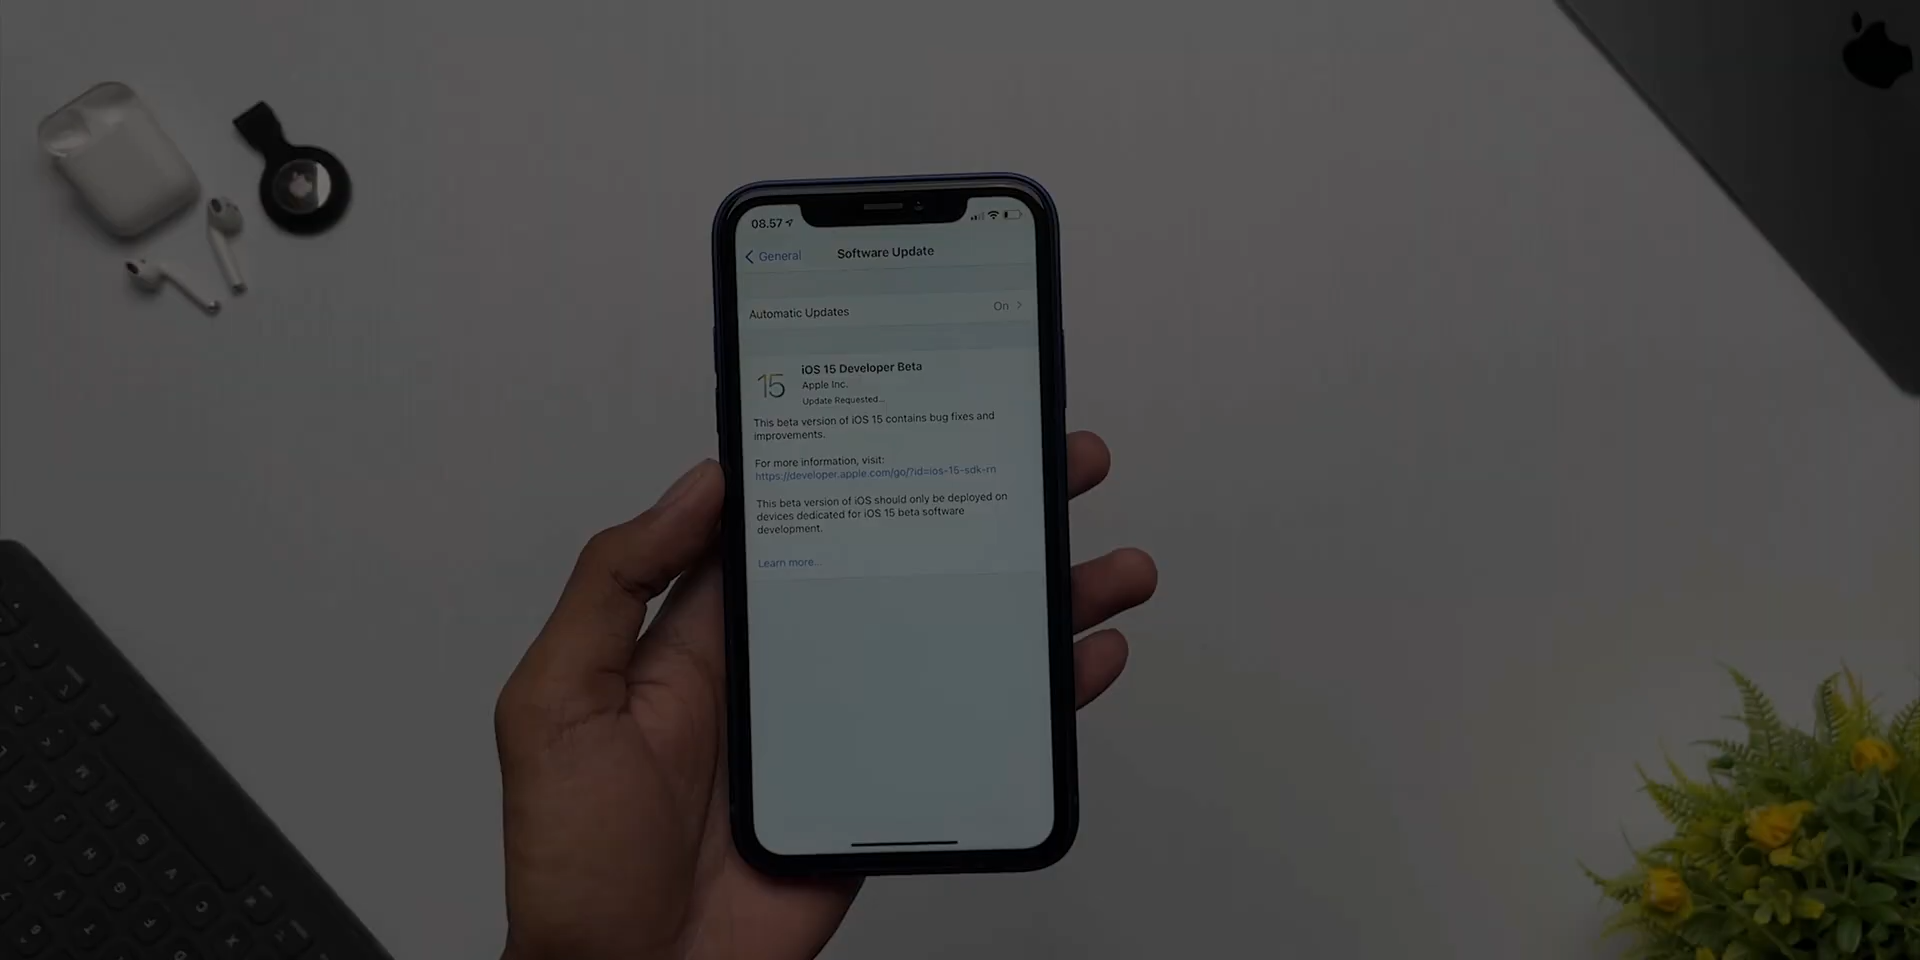 08.57
General
Software Update
Automatic Updates
On
iOS 15 Developer Beta
15
Apple Inc.
Update Requested...
This beta version of iOS 15 contains bug fixes and
improvements.
For more information, visit:
https://developer.apple.com/go/?id=ios-15-sdk-rn
This beta version of iOS should only be deployed on
devices dedicated for iOS 15 beta software
development.
Learn more...